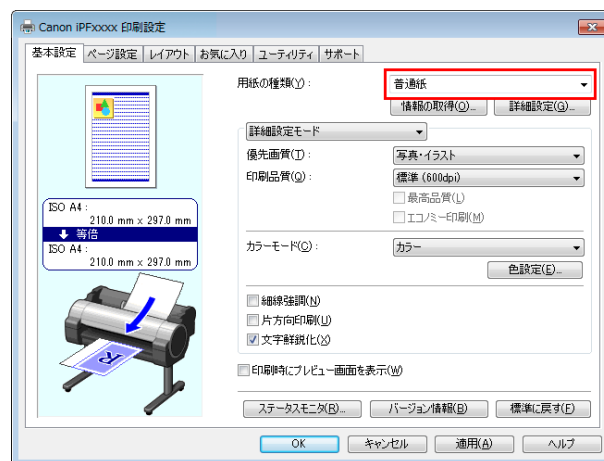 Canon iPFxxxx 印刷設定
基本設定 ページ設定 レイアウト お気に入り ユーティリティ サポート
用紙の種類(Y)： 普通紙
情報の取得(O)... 詳細設定(G)...
詳細設定モード
優先画質(T)： 写真・イラスト
印刷品質(Q)： 標準 (600dpi)
最高品質(L)
エコノミー印刷(M)
ISO A4 :
210.0 mm x 297.0 mm
等倍
ISO A4 :
210.0 mm x 297.0 mm
カラーモード(C)： カラー
色設定(E)...
細線強調(N)
片方向印刷(U)
文字鮮鋭化(X)
印刷時にプレビュー画面を表示(W)
ステータスモニタ(R)... バージョン情報(B) 標準に戻す(F)
OK キャンセル 適用(A) ヘルプ
R